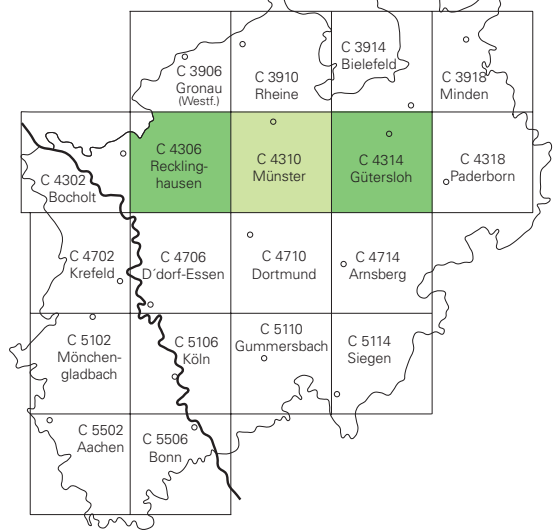 C 3906
Gronau
(Westf.)
C 3910
Rheine
C 3914
Bielefeld
C 3918
Minden
C 4302
Bocholt
C 4306
Reckling-
hausen
C 4310
Münster
C 4314
Gütersloh
C 4318
Paderborn
C 4702
Krefeld
C 4706
D´dorf-Essen
C 4710
Dortmund
C 4714
Arnsberg
C 5102
Mönchen-
gladbach
C 5106
Köln
C 5110
Gummersbach
C 5114
Siegen
C 5502
Aachen
C 5506
Bonn